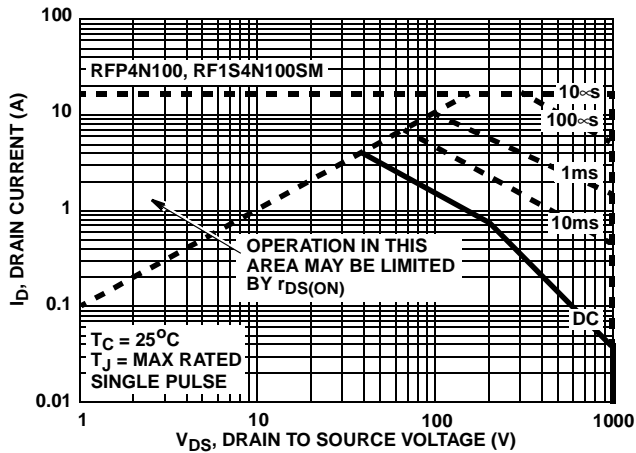 100
RFP4N100, RF1S4N100SM
10∝s
10
100∝s
1ms
1
10ms
OPERATION IN THIS
AREA MAY BE LIMITED
BY rDS(ON)
0.1
DC
TC = 25°C
TJ = MAX RATED
SINGLE PULSE
0.01
1
10
100
1000
VDS, DRAIN TO SOURCE VOLTAGE (V)
ID, DRAIN CURRENT (A)